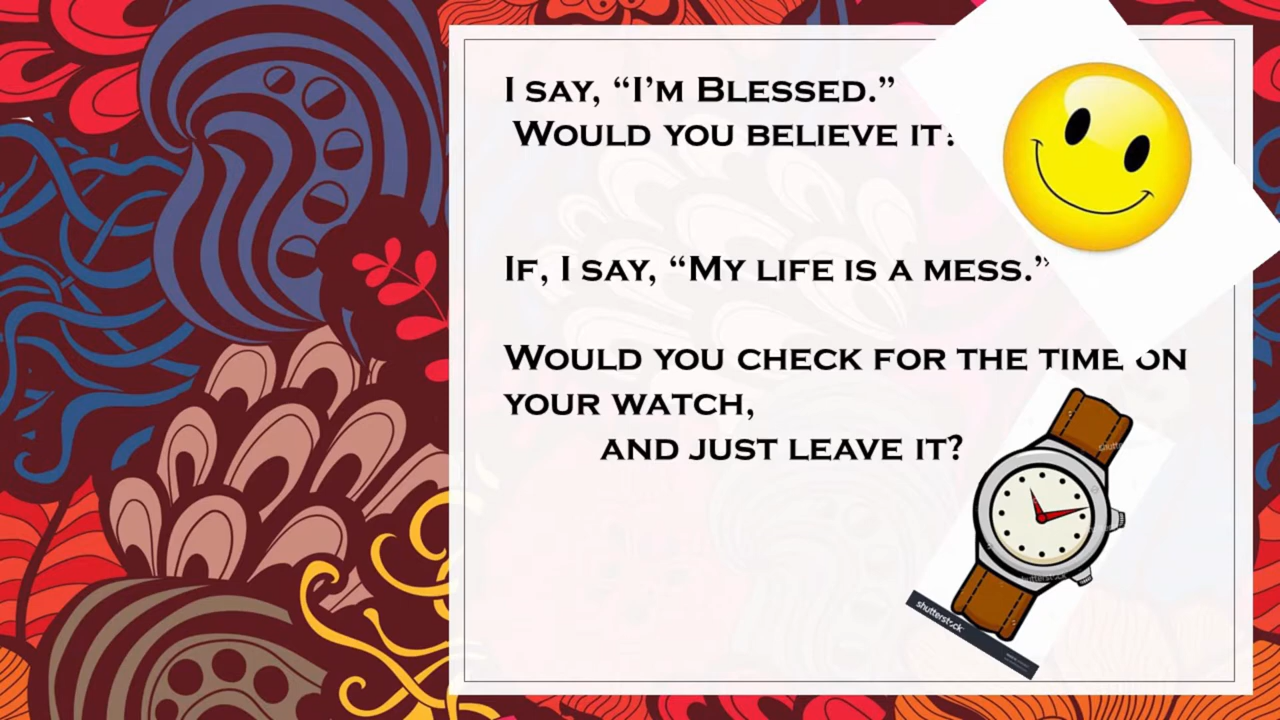 I SAY, “I’M BLESSED.”
WOULD YOU BELIEVE IT?
IF, I SAY, “MY LIFE IS A MESS.”
WOULD YOU CHECK FOR THE TIME ON
YOUR WATCH,
AND JUST LEAVE IT?
shutterstock